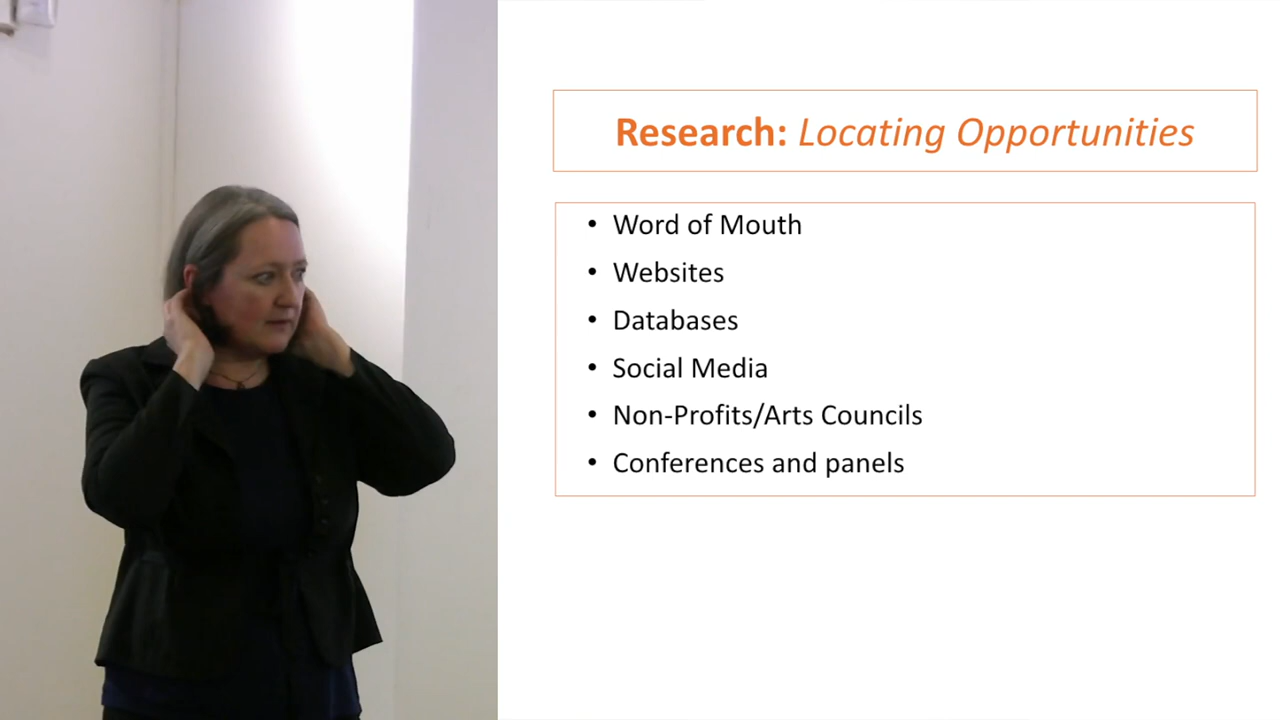 Research: Locating Opportunities
• Word of Mouth
• Websites
• Databases
• Social Media
• Non-Profits/Arts Councils
• Conferences and panels